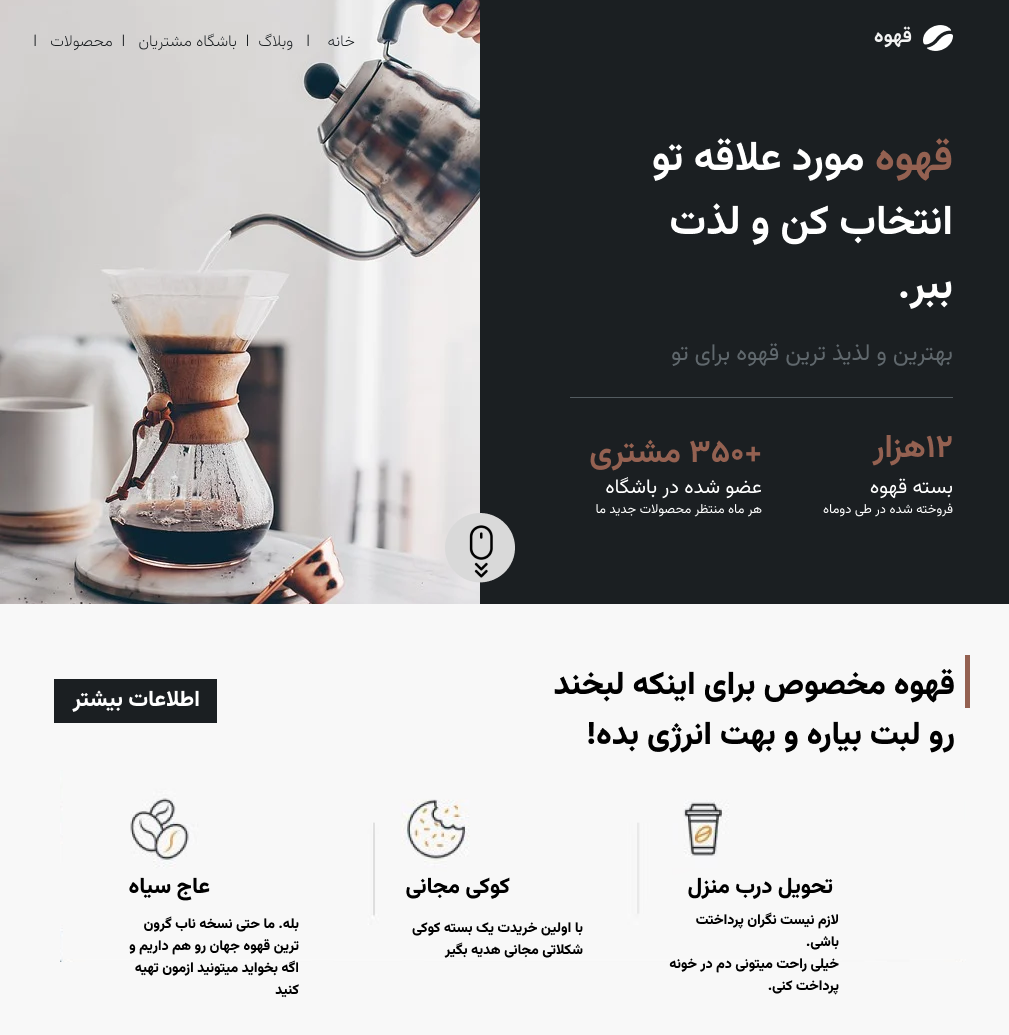 قهوه
خانه | وبلاگ | باشگاه مشتریان | محصولات |
قهوه مورد علاقه تو
انتخاب کن و لذت
ببر.
بهترین و لذیذ ترین قهوه برای تو
۱۲هزار
بسته قهوه
فروخته شده در طی دوماه
+۳۵۰ مشتری
عضو شده در باشگاه
هر ماه منتظر محصولات جدید ما
قهوه مخصوص برای اینکه لبخند
رو لبت بیاره و بهت انرژی بده!
اطلاعات بیشتر
تحویل درب منزل
لازم نیست نگران پرداختت
باشی.
خیلی راحت میتونی دم در خونه
پرداخت کنی.
کوکی مجانی
با اولین خریدت یک بسته کوکی
شکلاتی مجانی هدیه بگیر
عاج سیاه
بله. ما حتی نسخه ناب گرون
ترین قهوه جهان رو هم داریم و
اگه بخواید میتونید ازمون تهیه
کنید